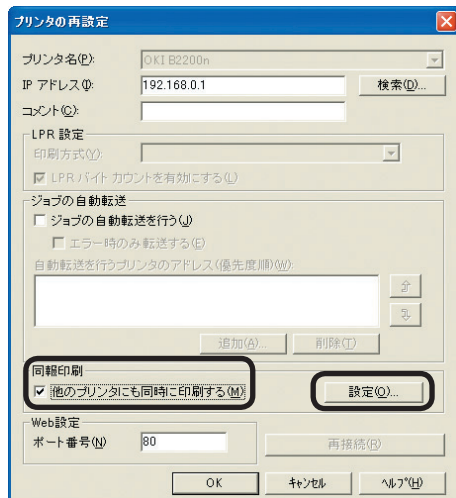 プリンタの再設定
プリンタ名(P): OKI B2200n
IP アドレス(I): 192.168.0.1 検索(D)...
コメント(C):
LPR 設定
印刷方式(Y):
LPR バイト カウントを有効にする(L)
ジョブの自動転送
ジョブの自動転送を行う(J)
エラー時のみ転送する(E)
自動転送を行うプリンタのアドレス(優先度順)(W):
追加(A)... 削除(T)
同報印刷
他のプリンタにも同時に印刷する(M) 設定(O)...
Web設定
ポート番号(N) 80 再接続(R)
OK キャンセル ヘルプ(H)